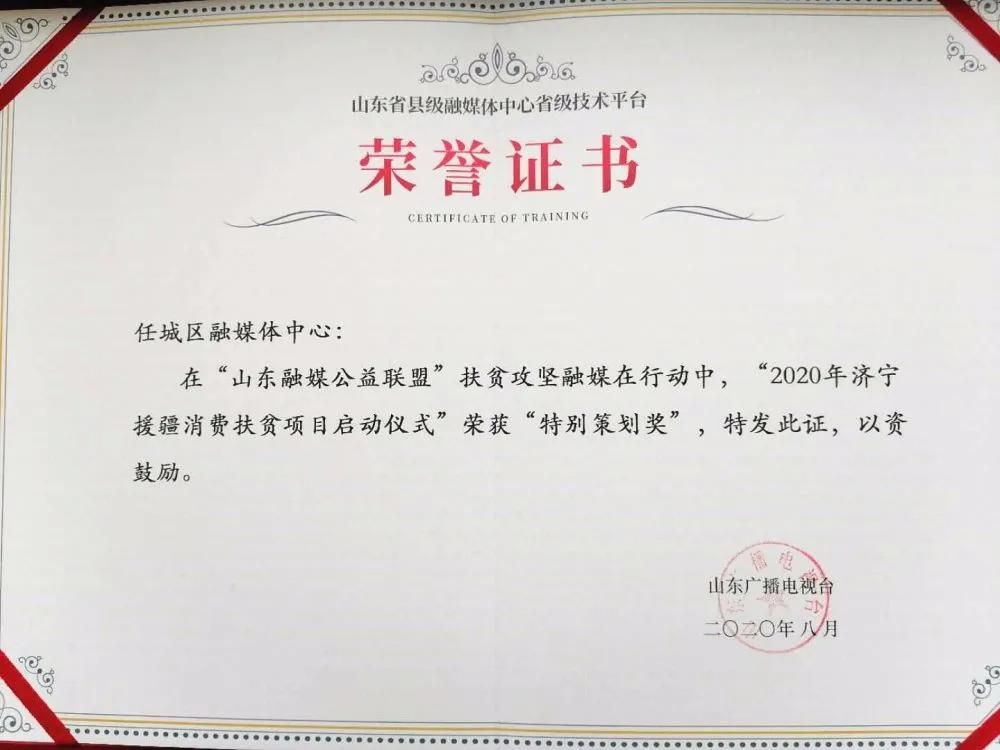 山东省县级融媒体中心省级技术平台
荣誉证书
CERTIFICATE OF TRAINING
任城区融媒体中心：
在“山东融媒公益联盟”扶贫攻坚融媒在行动中，“2020年济宁
援疆消费扶贫项目启动仪式”荣获“特别策划奖”，特发此证，以资
鼓励。
山东广播电视台
二〇二〇年八月